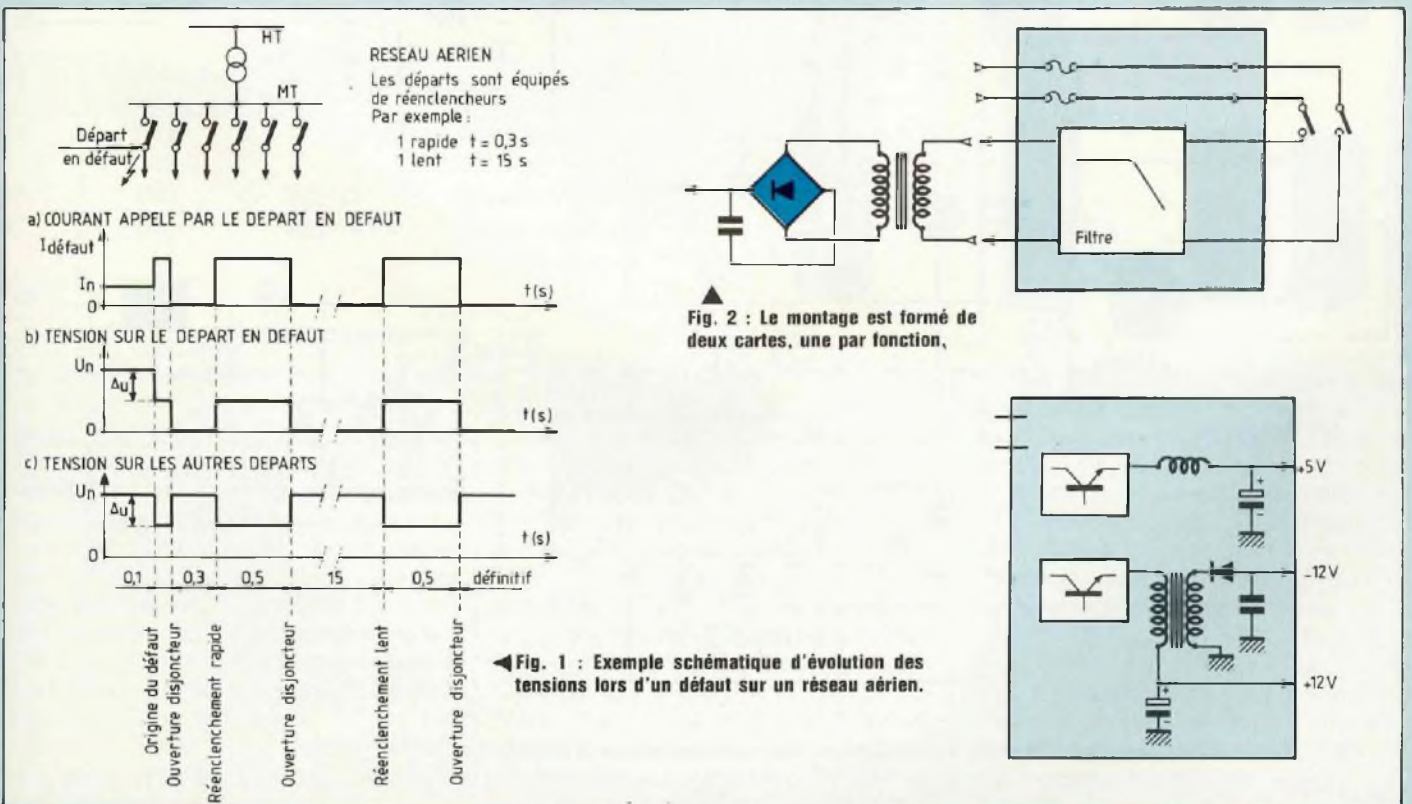 HT
MT
Départ
en défaut
RESEAU AERIEN
Les départs sont équipés
de réenclencheurs
Par exemple :
1 rapide t = 0,3 s
1 lent t = 15 s
a) COURANT APPELE PAR LE DEPART EN DEFAUT
I défaut
In
0
t(s)
b) TENSION SUR LE DEPART EN DEFAUT
Un
Δu
0
t(s)
c) TENSION SUR LES AUTRES DEPARTS
Un
Δu
0
t(s)
0,1 0,3 0,5 15 0,5 définitif
Origine du défaut
Ouverture disjoncteur
Réenclenchement rapide
Ouverture disjoncteur
Réenclenchement lent
Ouverture disjoncteur
◀Fig. 1 : Exemple schématique d'évolution des
tensions lors d'un défaut sur un réseau aérien.
Filtre
▲
Fig. 2 : Le montage est formé de
deux cartes, une par fonction,
+5V
+
-
-12V
+12V
+
-